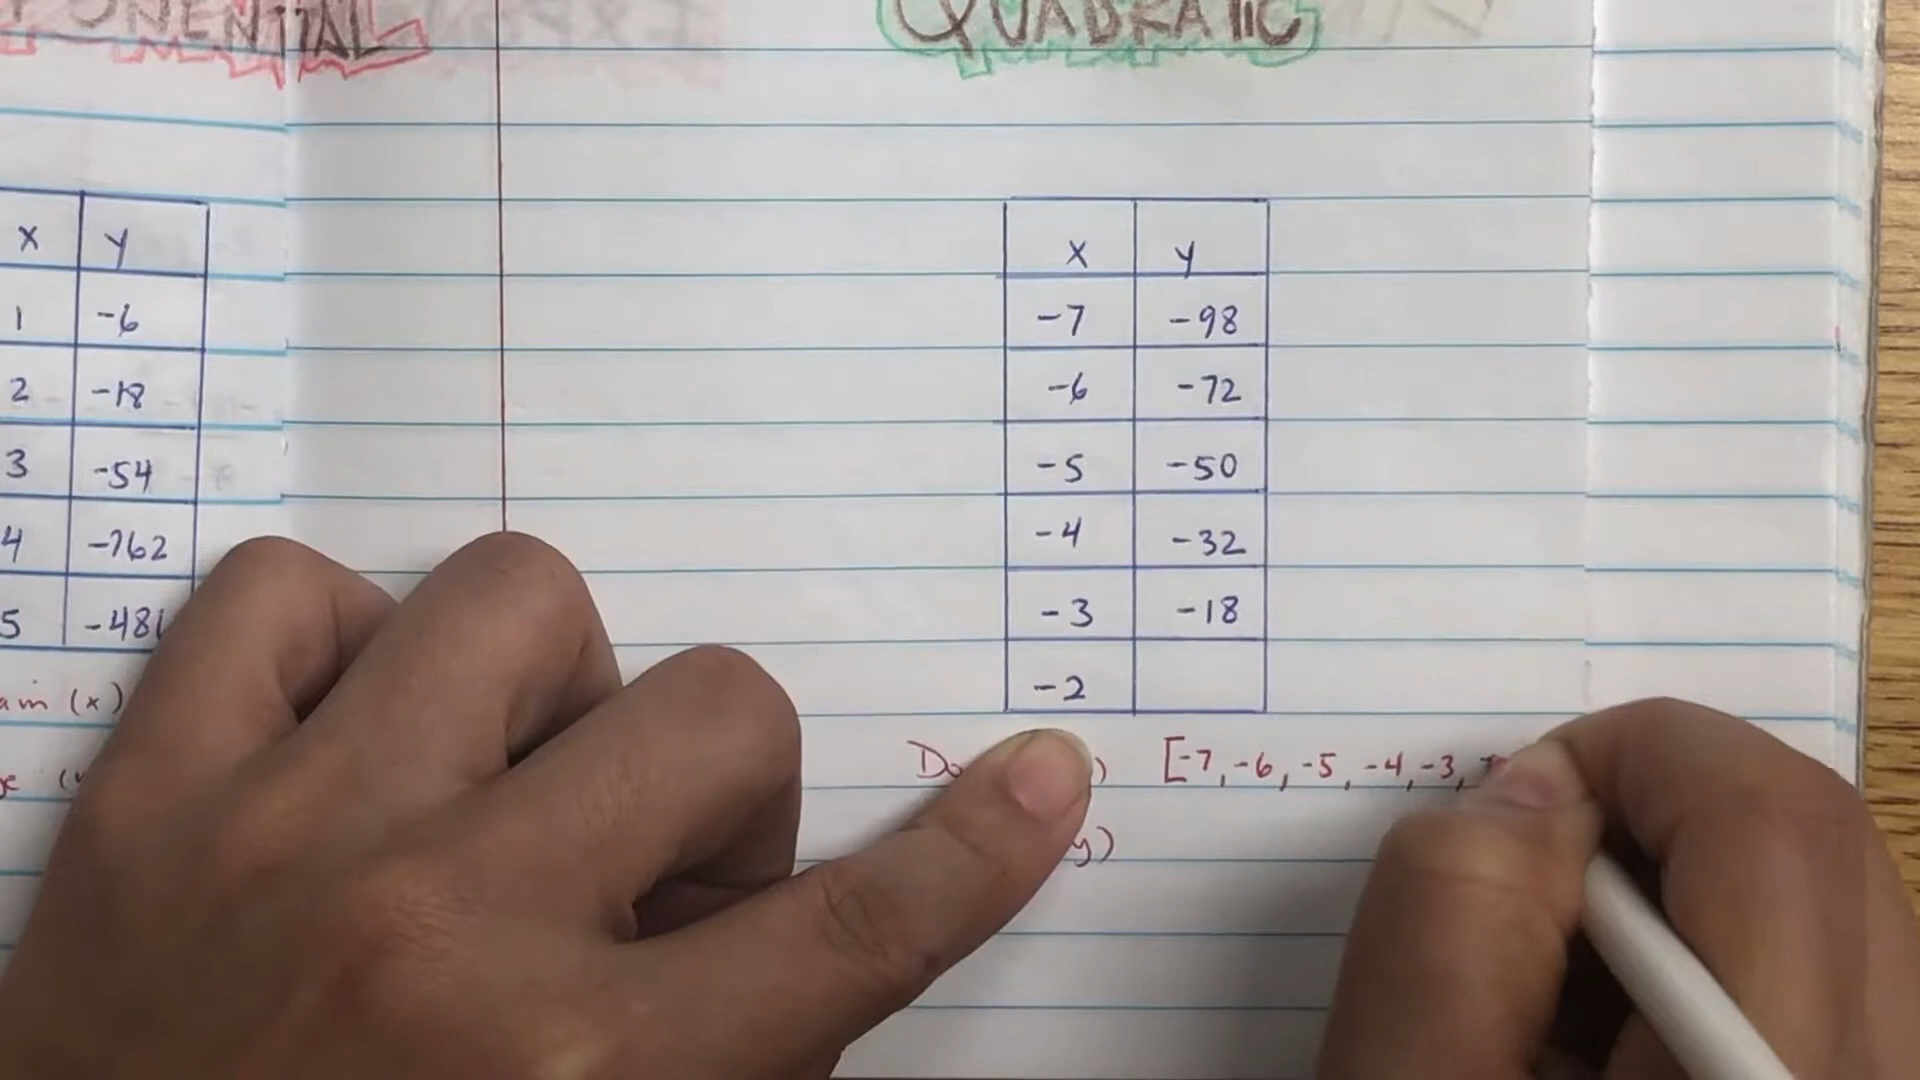 QUADRATIC
x y
1 -6
2 -18
3 -54
4 -162
5
x y
-7 -98
-6 -72
-5 -50
-4 -32
-3 -18
-2
(x)
[-7, -6, -5, -4, -3,
y)